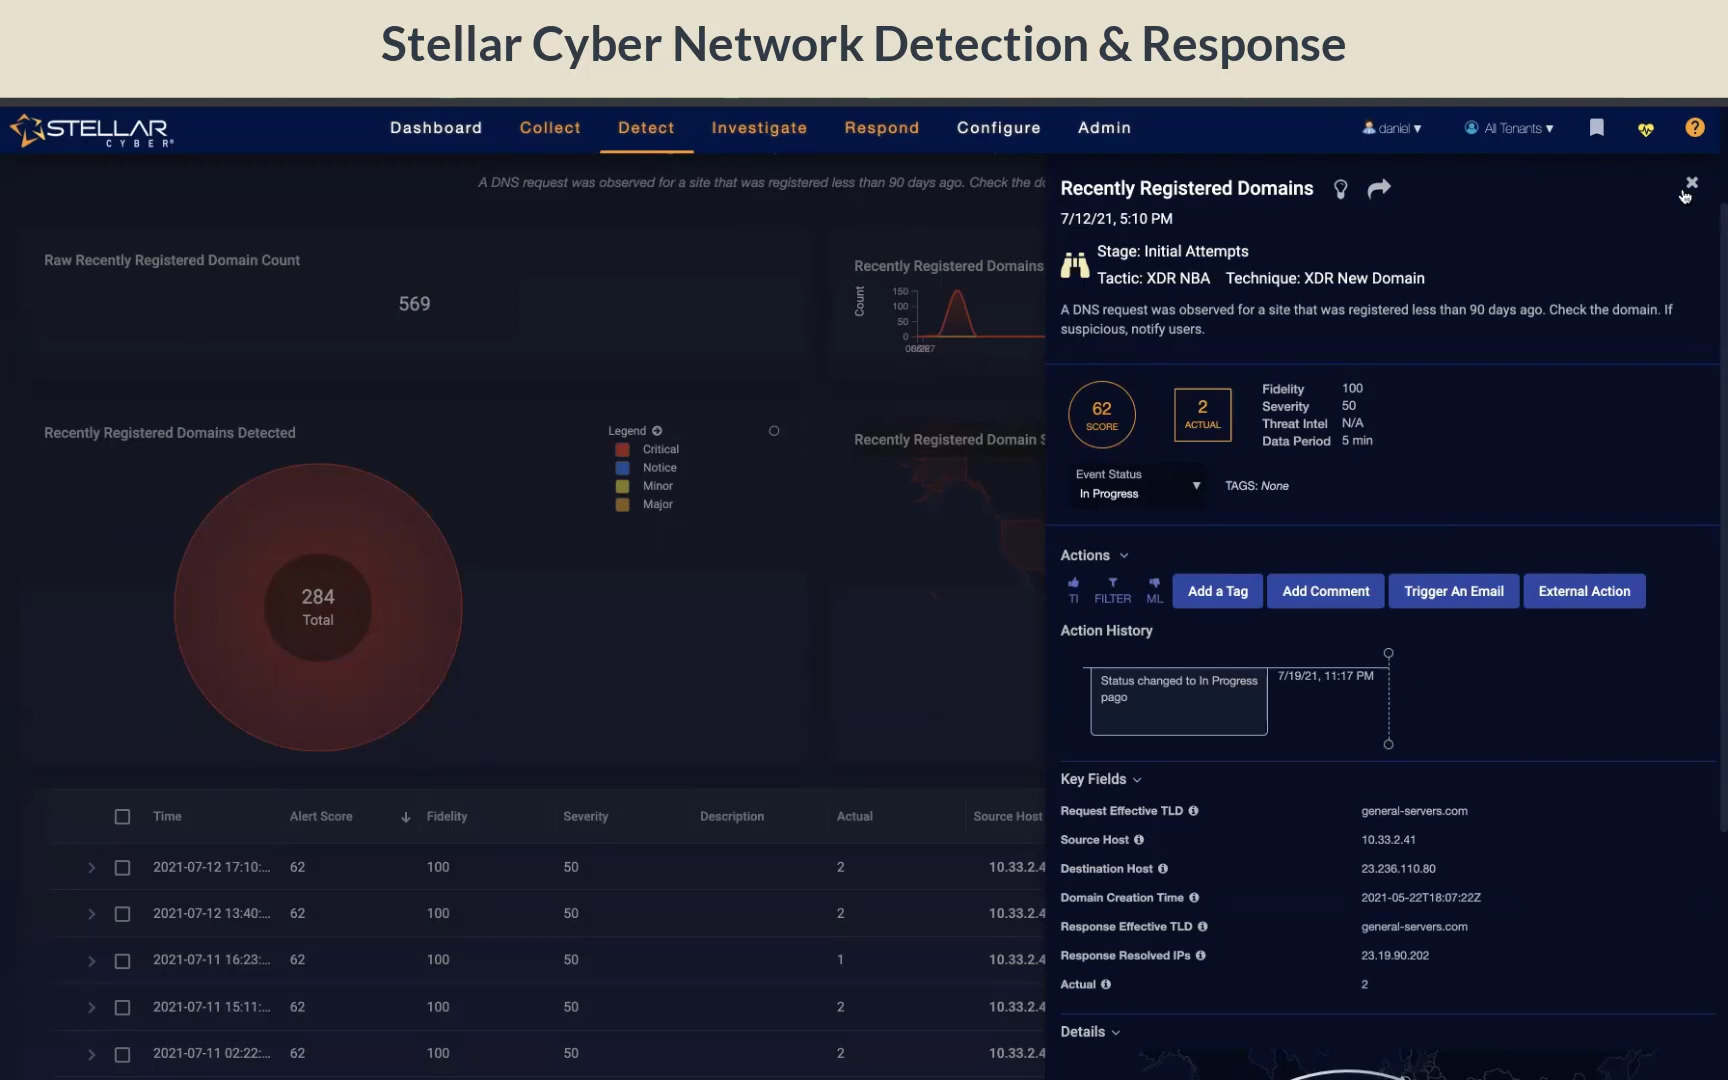 Stellar Cyber Network Detection & Response
STELLAR
CYBER
Dashboard
Collect
Detect
Investigate
Respond
Configure
Admin
daniel
All Tenants
?
A DNS request was observed for a site that was registered less than 90 days ago. Check the do
Raw Recently Registered Domain Count
569
Recently Registered Domains
Count
150
100
50
0
Recently Registered Domains Detected
Legend
Critical
Notice
Minor
Major
284
Total
Recently Registered Domain S
Time
Alert Score
Fidelity
Severity
Description
Actual
Source Host
2021-07-12 17:10:... 62 100 50 2 10.33.2.4
2021-07-12 13:40:... 62 100 50 2 10.33.2.4
2021-07-11 16:23:... 62 100 50 1 10.33.2.4
2021-07-11 15:11:... 62 100 50 2 10.33.2.4
2021-07-11 02:22:... 62 100 50 2 10.33.2.4
Recently Registered Domains
7/12/21, 5:10 PM
Stage: Initial Attempts
Tactic: XDR NBA Technique: XDR New Domain
A DNS request was observed for a site that was registered less than 90 days ago. Check the domain. If
suspicious, notify users.
62
SCORE
2
ACTUAL
Fidelity 100
Severity 50
Threat Intel N/A
Data Period 5 min
Event Status
In Progress
TAGS: None
Actions
TI
FILTER
ML
Add a Tag
Add Comment
Trigger An Email
External Action
Action History
Status changed to In Progress
pago
7/19/21, 11:17 PM
Key Fields
Request Effective TLD general-servers.com
Source Host 10.33.2.41
Destination Host 23.236.110.80
Domain Creation Time 2021-05-22T18:07:22Z
Response Effective TLD general-servers.com
Response Resolved IPs 23.19.90.202
Actual 2
Details